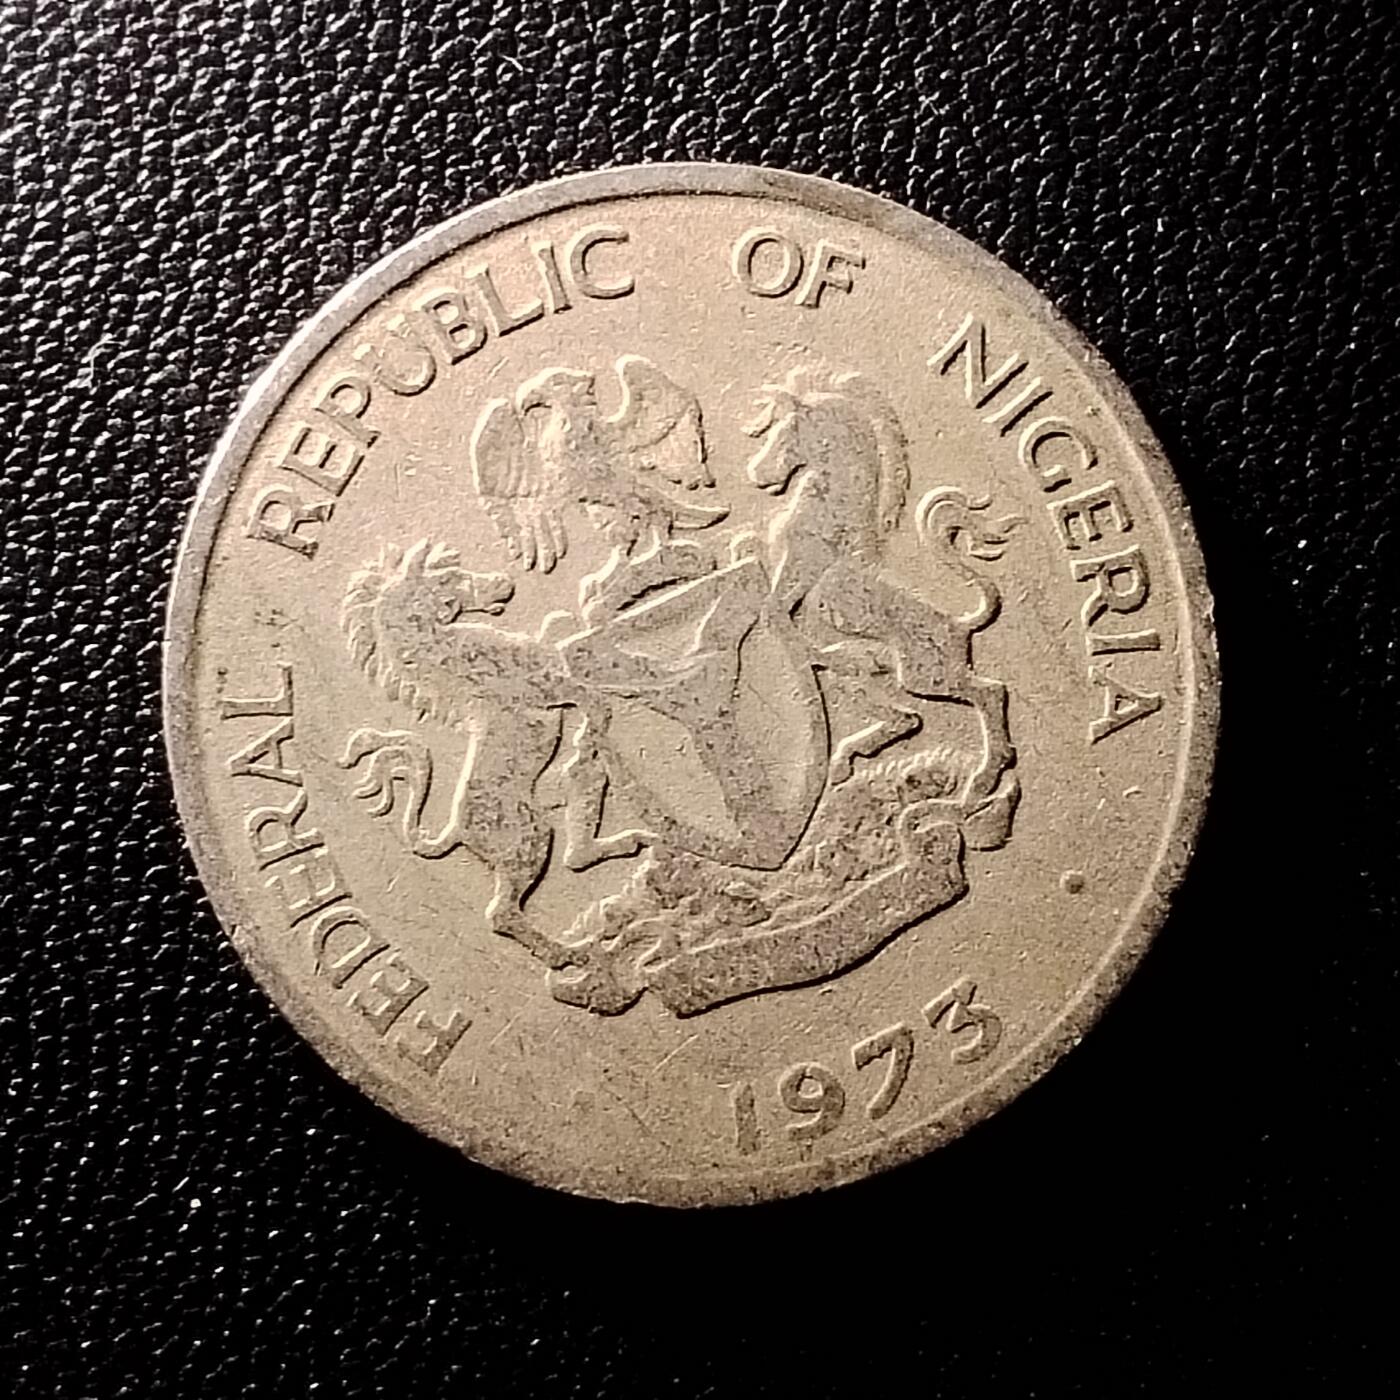 FEDERAL REPUBLIC OF NIGERIA
1973